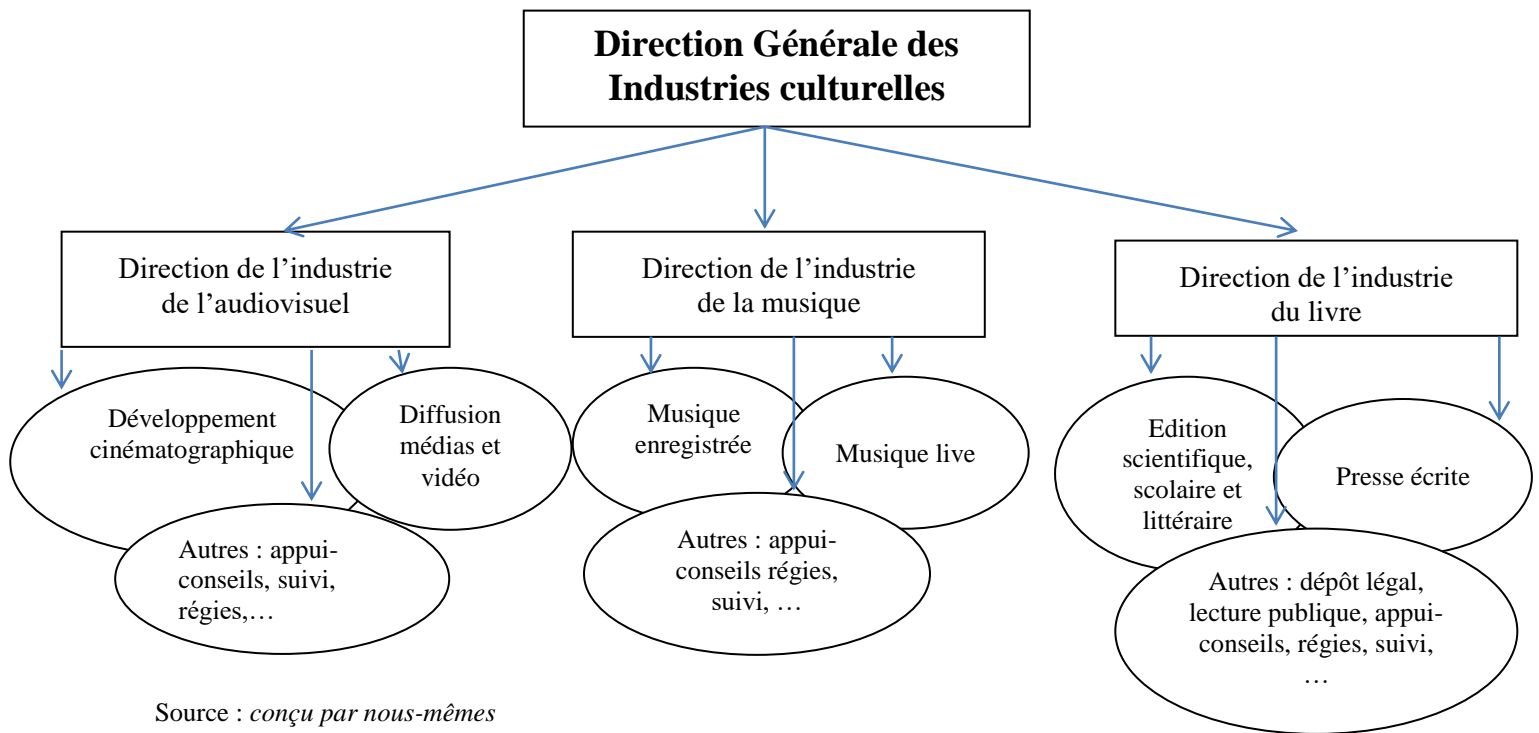 Direction Générale des
Industries culturelles
Direction de l’industrie
de l’audiovisuel
Direction de l’industrie
de la musique
Direction de l’industrie
du livre
Développement
cinématographique
Diffusion
médias et
vidéo
Autres : appui-
conseils, suivi,
régies,…
Musique
enregistrée
Musique live
Autres : appui-
conseils régies,
suivi, …
Edition
scientifique,
scolaire et
littéraire
Presse écrite
Autres : dépôt légal,
lecture publique, appui-
conseils, régies, suivi,
…
Source : conçu par nous-mêmes